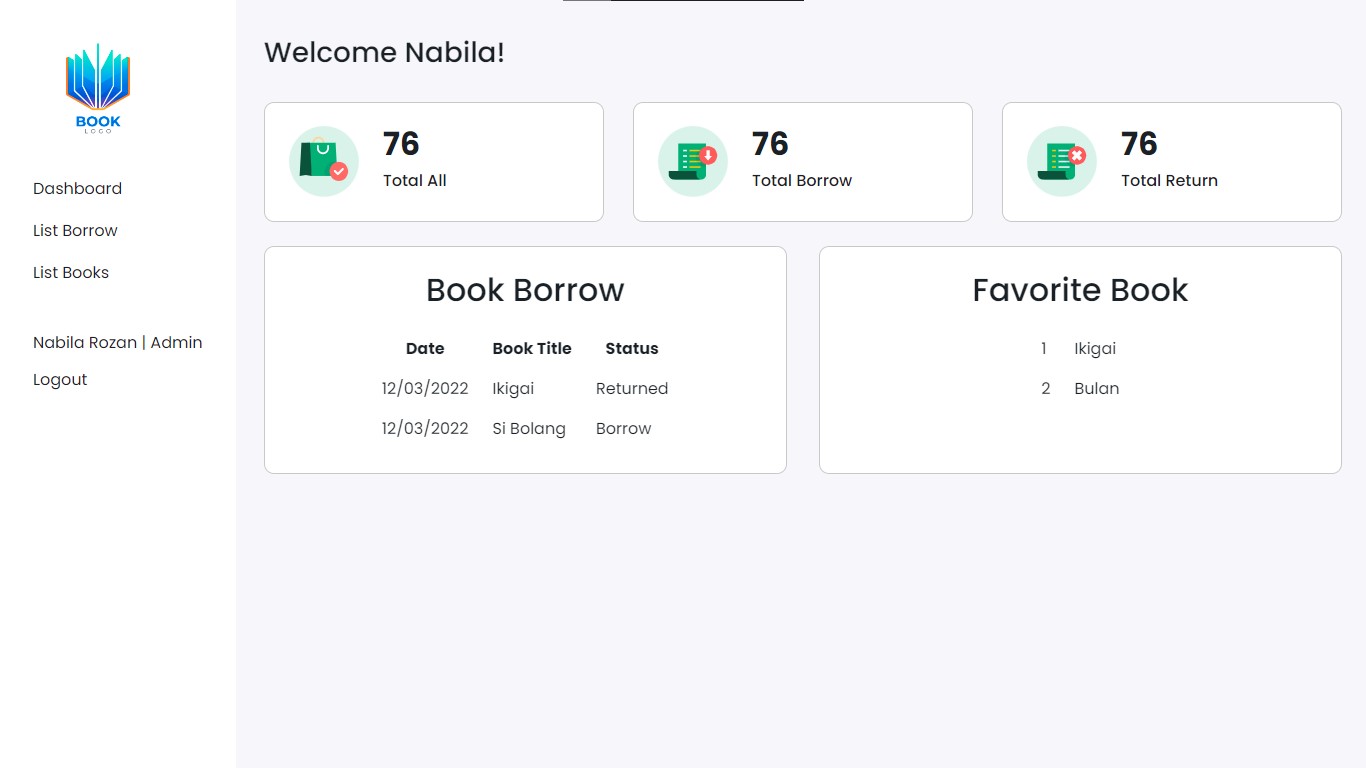 BOOK
LOGO
Dashboard
List Borrow
List Books
Nabila Rozan | Admin
Logout
Welcome Nabila!
76
Total All
76
Total Borrow
76
Total Return
Book Borrow
Date Book Title Status
12/03/2022 Ikigai Returned
12/03/2022 Si Bolang Borrow
Favorite Book
1 Ikigai
2 Bulan